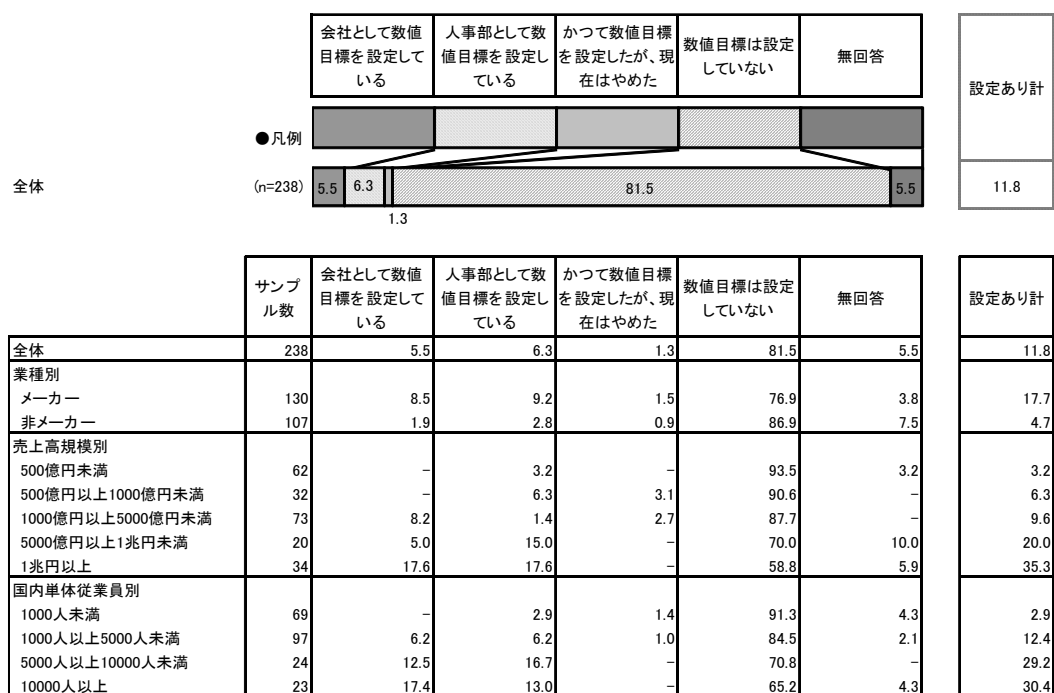 会社として数値 人事部として数 かつて数値目標
目標を設定して 値目標を設定し を設定したが、現 数値目標は設定 無回答
いる ている 在はやめた していない
設定あり計
●凡例
全体 (n=238) 5.5 6.3 81.5 5.5 11.8
1.3
サンプ 会社として数値 人事部として数 かつて数値目標 数値目標は設定
ル数 目標を設定して 値目標を設定し を設定したが、現 していない 無回答 設定あり計
いる ている 在はやめた
全体 238 5.5 6.3 1.3 81.5 5.5 11.8
業種別
メーカー 130 8.5 9.2 1.5 76.9 3.8 17.7
非メーカー 107 1.9 2.8 0.9 86.9 7.5 4.7
売上高規模別
500億円未満 62 - 3.2 - 93.5 3.2 3.2
500億円以上1000億円未満 32 - 6.3 3.1 90.6 - 6.3
1000億円以上5000億円未満 73 8.2 1.4 2.7 87.7 - 9.6
5000億円以上1兆円未満 20 5.0 15.0 - 70.0 10.0 20.0
1兆円以上 34 17.6 17.6 - 58.8 5.9 35.3
国内単体従業員別
1000人未満 69 - 2.9 1.4 91.3 4.3 2.9
1000人以上5000人未満 97 6.2 6.2 1.0 84.5 2.1 12.4
5000人以上10000人未満 24 12.5 16.7 - 70.8 - 29.2
10000人以上 23 17.4 13.0 - 65.2 4.3 30.4